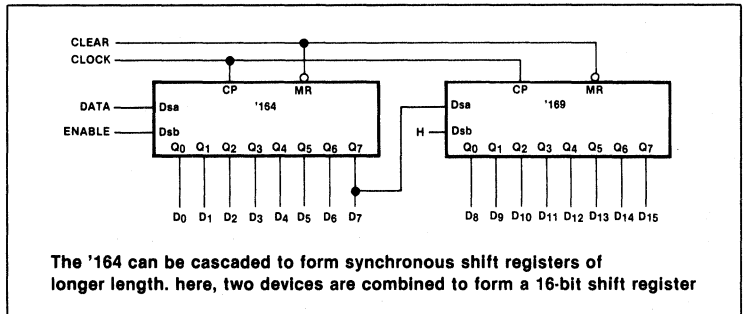 CLEAR
CLOCK
CP MR CP MR
DATA Dsa '164 Dsa '169
ENABLE Dsb H Dsb
Q0 Q1 Q2 Q3 Q4 Q5 Q6 Q7 Q0 Q1 Q2 Q3 Q4 Q5 Q6 Q7
D0 D1 D2 D3 D4 D5 D6 D7 D8 D9 D10 D11 D12 D13 D14 D15
The '164 can be cascaded to form synchronous shift registers of
longer length. here, two devices are combined to form a 16-bit shift register